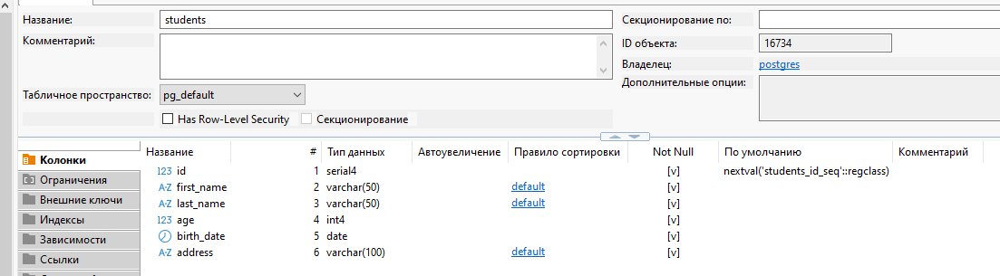 Название: students Секционирование по:
Комментарий: ID объекта: 16734
Владелец: postgres
Дополнительные опции:
Табличное пространство: pg_default
Has Row-Level Security Секционирование
Название # Тип данных Автоувеличение Правило сортировки Not Null По умолчанию Комментарий
Колонки
Ограничения
Внешние ключи
Индексы
Зависимости
Ссылки
123 id 1 serial4 [v] nextval('students_id_seq'::regclass)
A-Z first_name 2 varchar(50) default [v]
A-Z last_name 3 varchar(50) default [v]
123 age 4 int4 [v]
birth_date 5 date [v]
A-Z address 6 varchar(100) default [v]